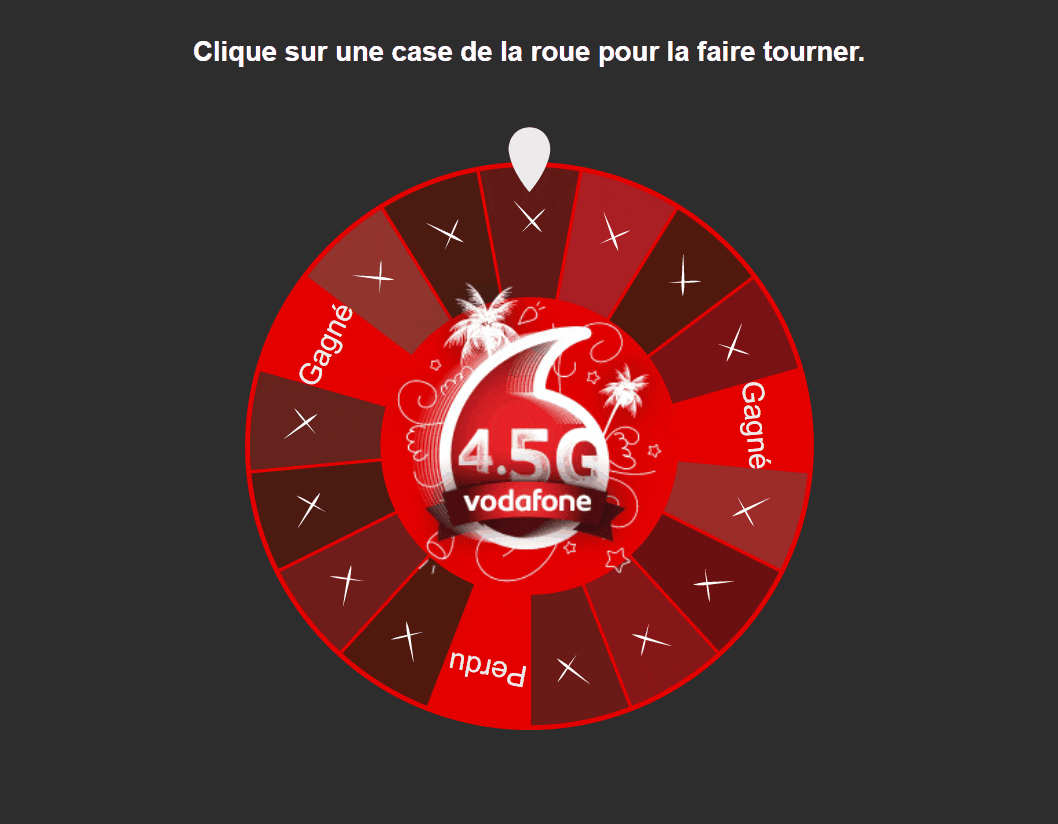 Clique sur une case de la roue pour la faire tourner.
Gagné
Gagné
4.5G
vodafone
Perdu